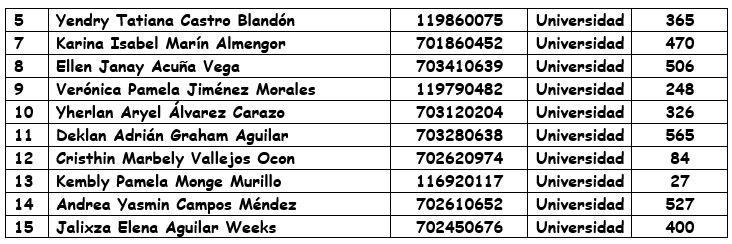 5 Yendry Tatiana Castro Blandón 119860075 Universidad 365
7 Karina Isabel Marín Almengor 701860452 Universidad 470
8 Ellen Janay Acuña Vega 703410639 Universidad 506
9 Verónica Pamela Jiménez Morales 119790482 Universidad 248
10 Yherlan Aryel Álvarez Carazo 703120204 Universidad 326
11 Deklan Adrián Graham Aguilar 703280638 Universidad 565
12 Cristhin Marbely Vallejos Ocon 702620974 Universidad 84
13 Kembly Pamela Monge Murillo 116920117 Universidad 27
14 Andrea Yasmin Campos Méndez 702610652 Universidad 527
15 Jalixza Elena Aguilar Weeks 702450676 Universidad 400